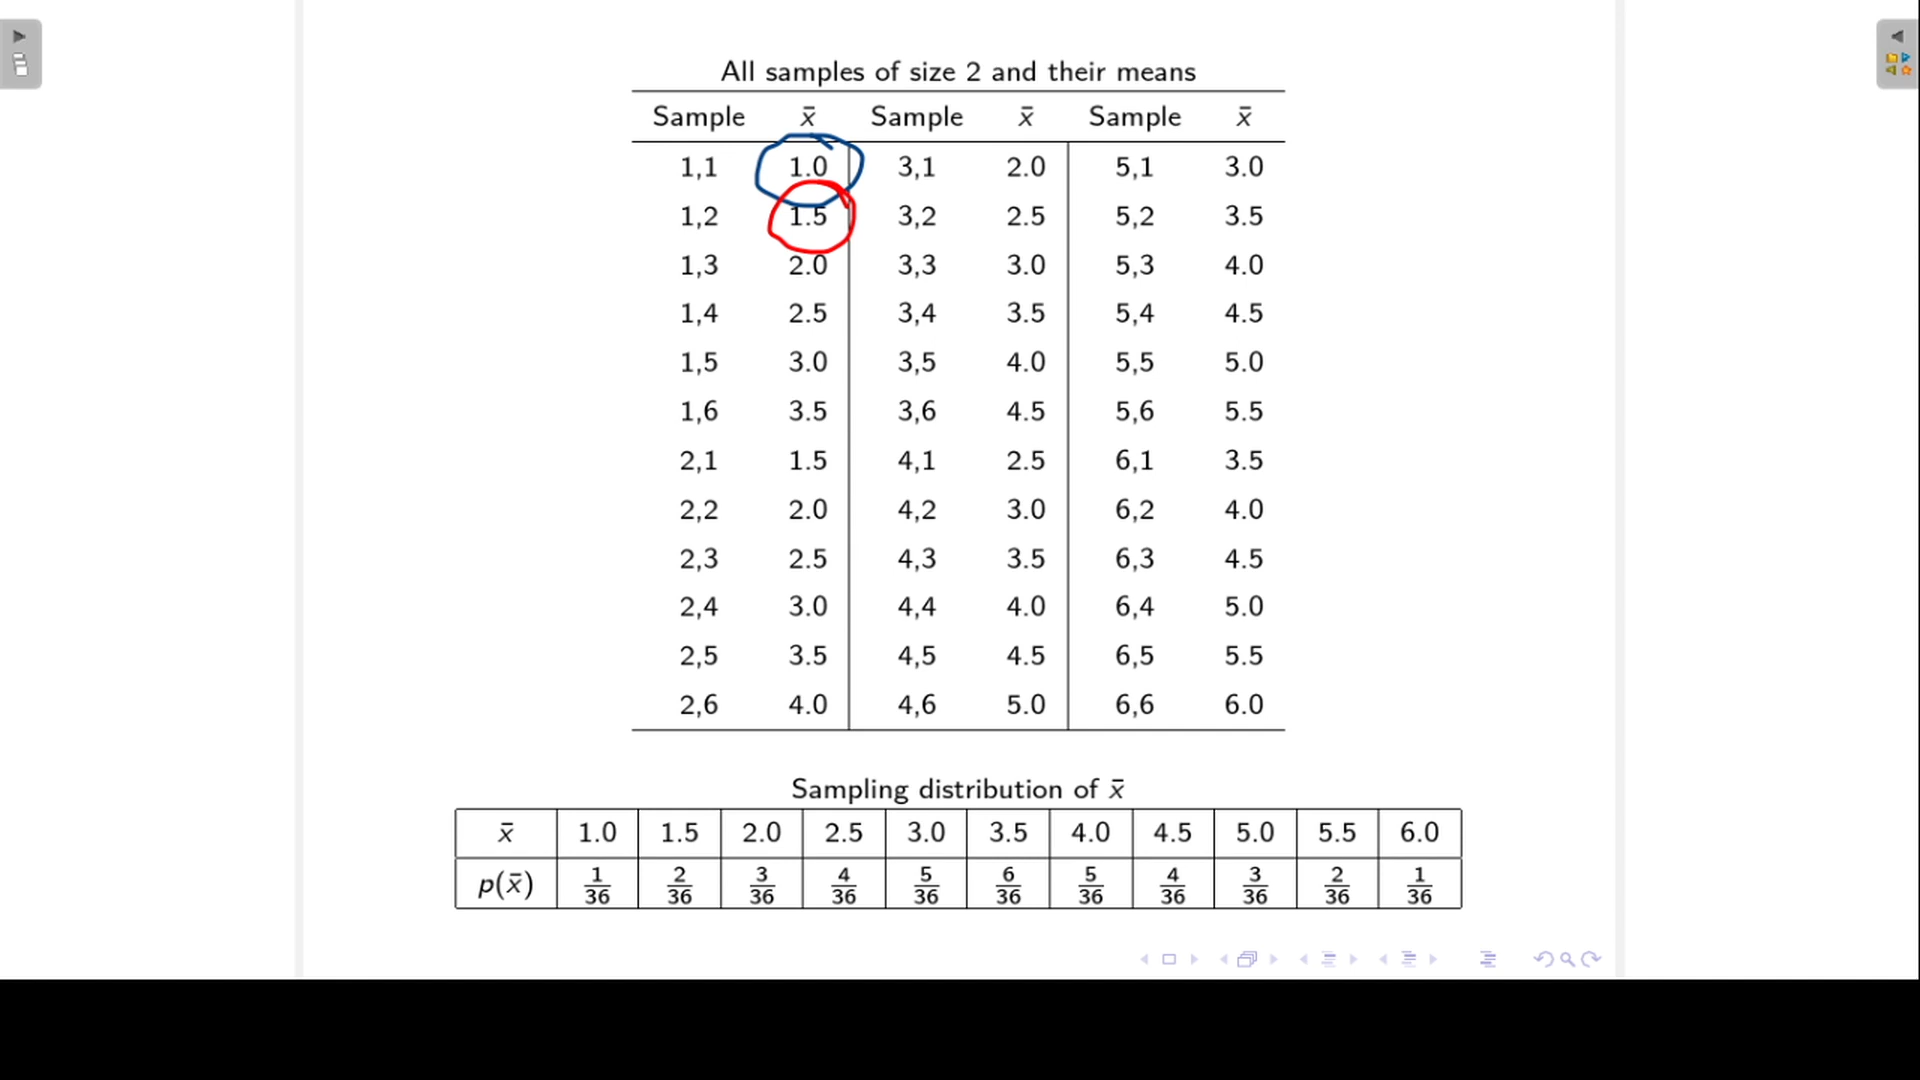 All samples of size 2 and their means
Sample x̄ Sample x̄ Sample x̄
1,1 1.0 3,1 2.0 5,1 3.0
1,2 1.5 3,2 2.5 5,2 3.5
1,3 2.0 3,3 3.0 5,3 4.0
1,4 2.5 3,4 3.5 5,4 4.5
1,5 3.0 3,5 4.0 5,5 5.0
1,6 3.5 3,6 4.5 5,6 5.5
2,1 1.5 4,1 2.5 6,1 3.5
2,2 2.0 4,2 3.0 6,2 4.0
2,3 2.5 4,3 3.5 6,3 4.5
2,4 3.0 4,4 4.0 6,4 5.0
2,5 3.5 4,5 4.5 6,5 5.5
2,6 4.0 4,6 5.0 6,6 6.0
Sampling distribution of x̄
x̄ 1.0 1.5 2.0 2.5 3.0 3.5 4.0 4.5 5.0 5.5 6.0
p(x̄) 1/36 2/36 3/36 4/36 5/36 6/36 5/36 4/36 3/36 2/36 1/36